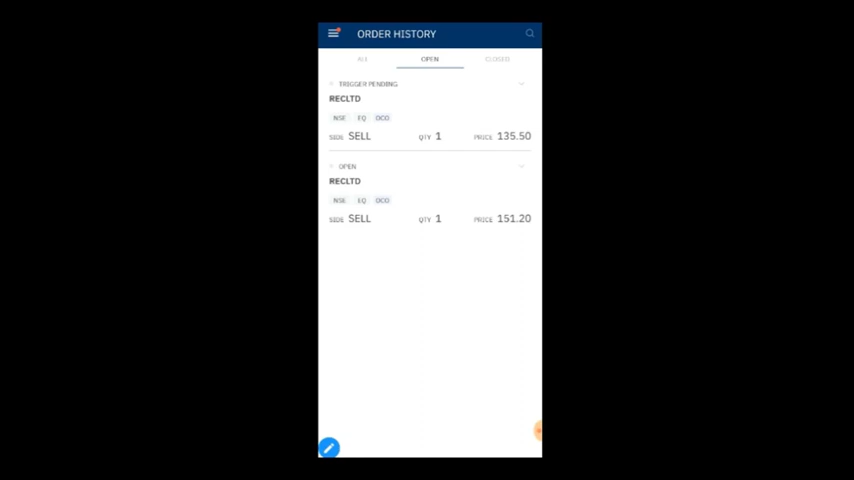 ORDER HISTORY
ALL OPEN CLOSED
TRIGGER PENDING
RECLTD
NSE EQ OCO
SIDE SELL QTY 1 PRICE 135.50
OPEN
RECLTD
NSE EQ OCO
SIDE SELL QTY 1 PRICE 151.20